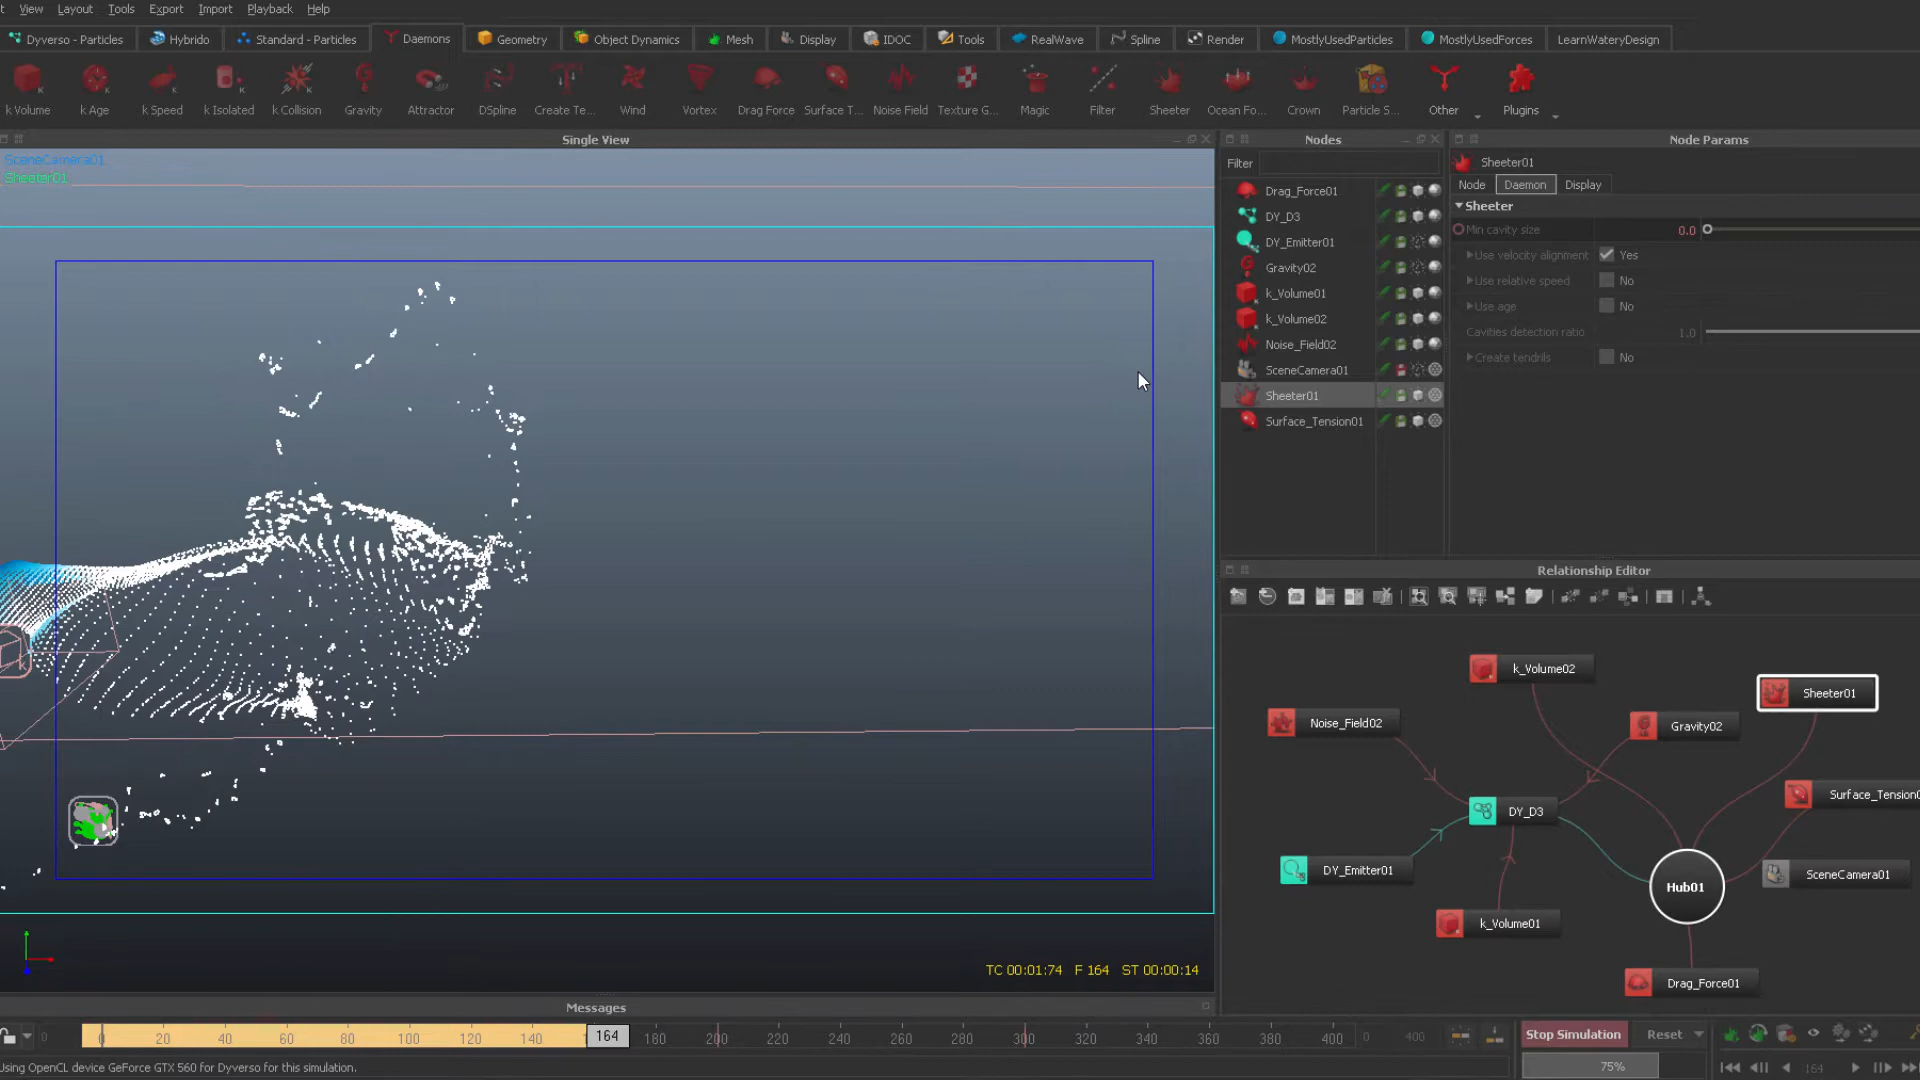 View Layout Tools Export Import Playback Help
Dyverso - Particles Hybrido Standard - Particles Daemons Geometry Object Dynamics Mesh Display IDOC Tools RealWave Spline Render MostlyUsedParticles MostlyUsedForces LearnWateryDesign
k Volume k Age k Speed k Isolated k Collision Gravity Attractor DSpline Create Te... Wind Vortex Drag Force Surface T... Noise Field Texture G... Magic Filter Sheeter Ocean Fo... Crown Particle S... Other Plugins
Single View
SceneCamera01
Sheeter01
TC 00:01:74 F 164 ST 00:00:14
Nodes
Filter
Drag_Force01
DY_D3
DY_Emitter01
Gravity02
k_Volume01
k_Volume02
Noise_Field02
SceneCamera01
Sheeter01
Surface_Tension01
Node Params
Sheeter01
Node Daemon Display
Sheeter
Min cavity size 0.0
Use velocity alignment Yes
Use relative speed No
Use age No
Cavities detection ratio 1.0
Create tendrils No
Relationship Editor
k_Volume02
Sheeter01
Noise_Field02
Gravity02
Surface_Tension0
DY_D3
DY_Emitter01
SceneCamera01
Hub01
k_Volume01
Drag_Force01
Messages
0 0 20 40 60 80 100 120 140 164 180 200 220 240 260 280 300 320 340 360 380 400 0 400
Stop Simulation Reset
Using OpenCL device GeForce GTX 560 for Dyverso for this simulation.
75%
164